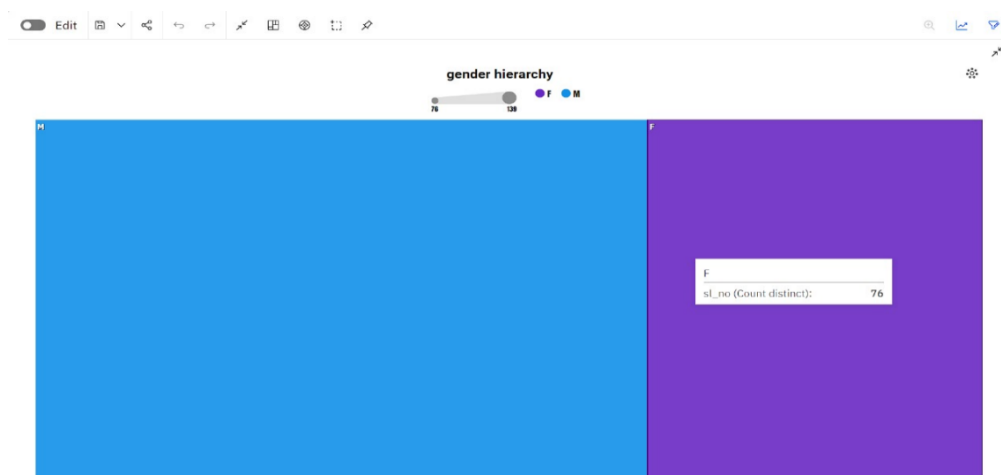 Edit
gender hierarchy
76 139 F M
M F
F
sl_no (Count distinct): 76